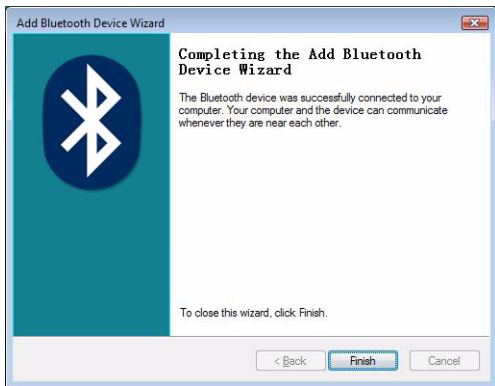 Add Bluetooth Device Wizard
Completing the Add Bluetooth
Device Wizard
The Bluetooth device was successfully connected to your
computer. Your computer and the device can communicate
whenever they are near each other.
To close this wizard, click Finish.
< Back Finish Cancel